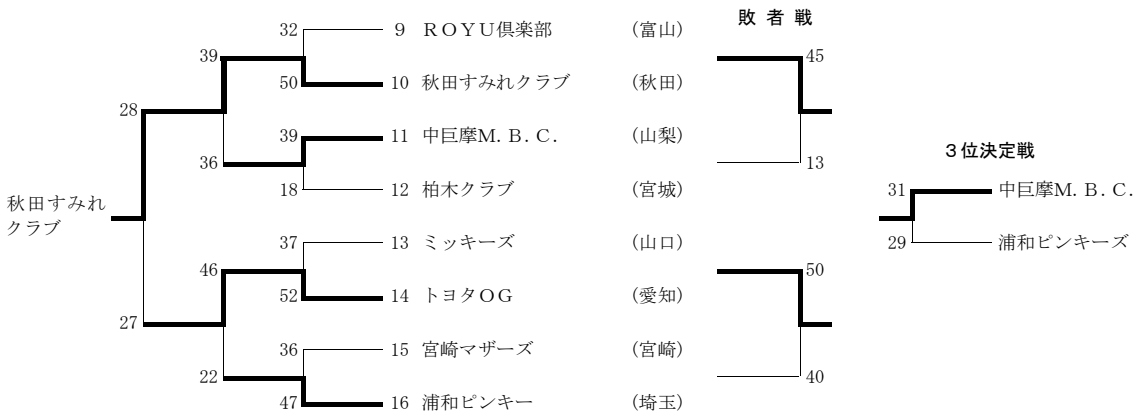 敗者戦
32 9 ROYU倶楽部 (富山)
39 45
50 10 秋田すみれクラブ (秋田)
28
39 11 中巨摩M.B.C. (山梨)
3位決定戦
36 13
18 12 柏木クラブ (宮城)
31 中巨摩M.B.C.
秋田すみれ
クラブ
37 13 ミッキーズ (山口)
29 浦和ピンキーズ
46 50
52 14 トヨタOG (愛知)
27
36 15 宮崎マザーズ (宮崎)
22 40
47 16 浦和ピンキー (埼玉)